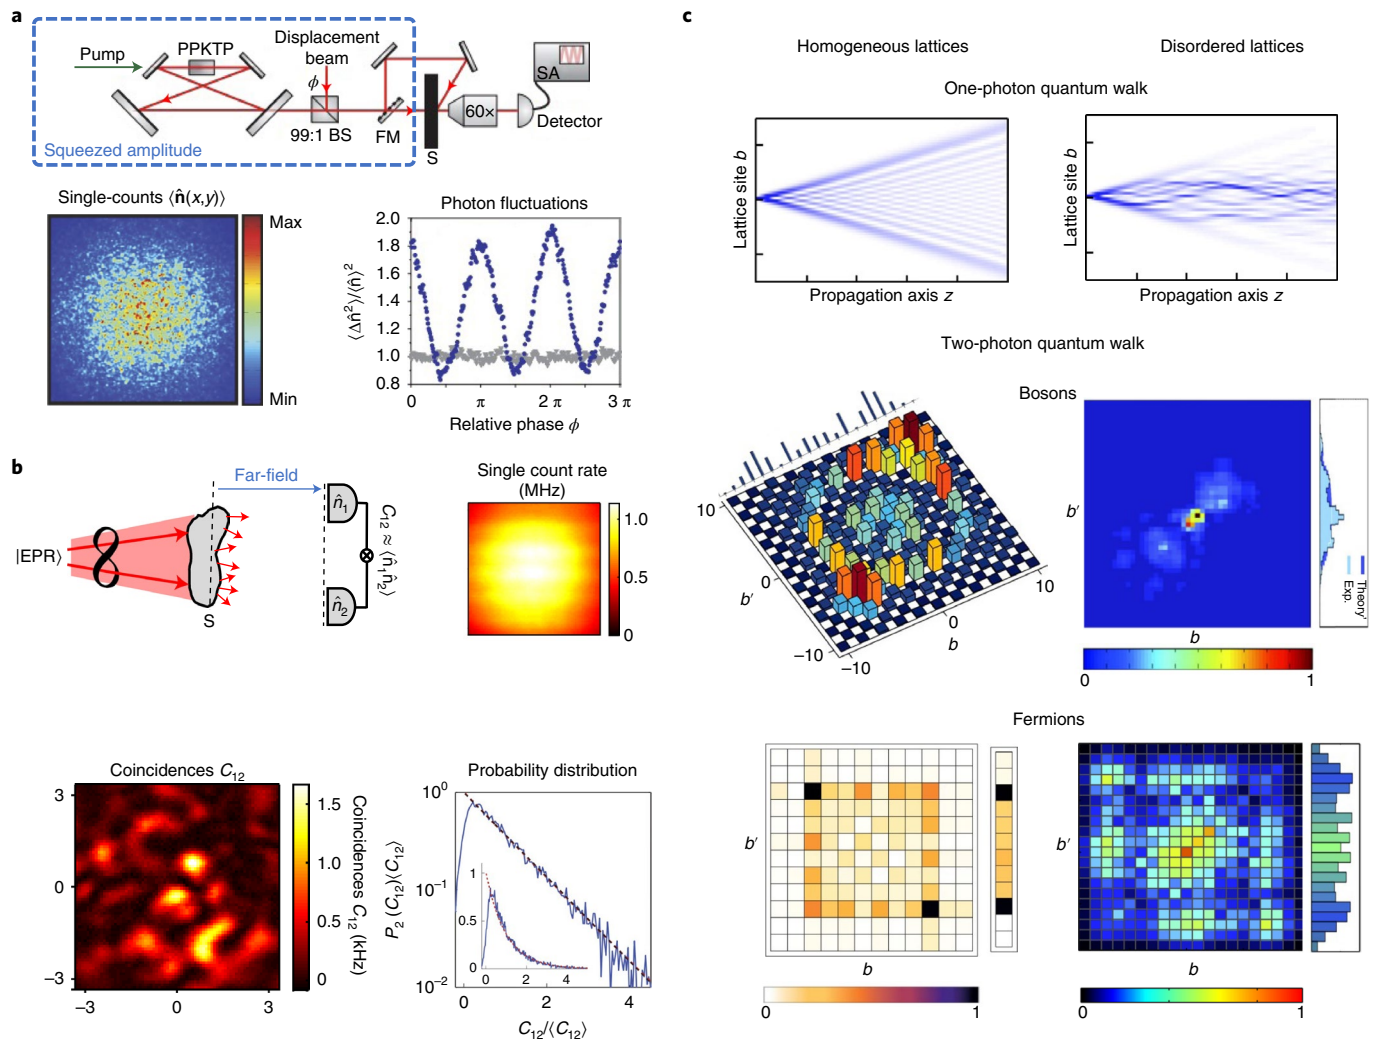 a
Pump
PPKTP
Displacement
beam
ϕ
99:1 BS
FM
Squeezed amplitude
S
60×
SA
Detector
Single-counts ⟨n̂(x,y)⟩
Max
Min
Photon fluctuations
⟨Δn̂²⟩/⟨n̂⟩²
2.0
1.8
1.6
1.4
1.2
1.0
0.8
0
π
2 π
3 π
Relative phase ϕ
b
Far-field
|EPR⟩
S
n̂₁
n̂₂
C₁₂ ≈ ⟨n̂₁n̂₂⟩
Single count rate
(MHz)
1.0
0.5
0
Coincidences C₁₂
3
0
−3
−3
0
3
1.5
1.0
0.5
0
Coincidences C₁₂ (kHz)
Probability distribution
P₂ (C₁₂)⟨C₁₂⟩
10⁰
10⁻¹
10⁻²
1
0.5
0
0
2
4
0
2
4
C₁₂/⟨C₁₂⟩
c
Homogeneous lattices
Disordered lattices
One-photon quantum walk
Lattice site b
Propagation axis z
Lattice site b
Propagation axis z
Two-photon quantum walk
Bosons
10
0
−10
b′
−10
0
10
b
b′
b
Theory'
Exp.
0
1
Fermions
b′
b
0
1
b′
b
0
1